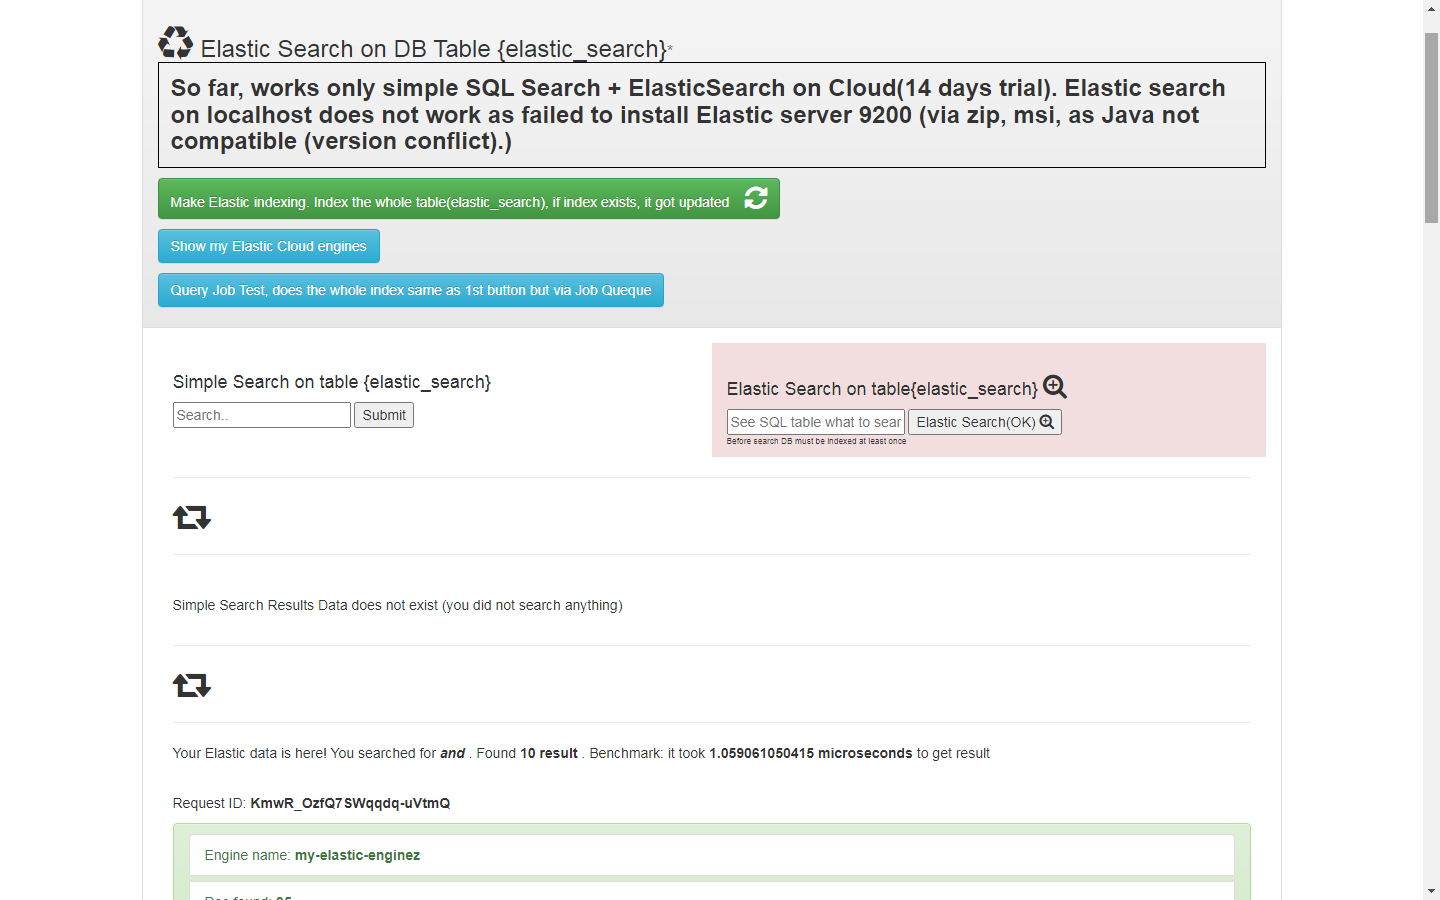 Elastic Search on DB Table {elastic_search}*
So far, works only simple SQL Search + ElasticSearch on Cloud(14 days trial). Elastic search
on localhost does not work as failed to install Elastic server 9200 (via zip, msi, as Java not
compatible (version conflict).)
Make Elastic indexing. Index the whole table(elastic_search), if index exists, it got updated
Show my Elastic Cloud engines
Query Job Test, does the whole index same as 1st button but via Job Queque
Simple Search on table {elastic_search}
Search..
Submit
Elastic Search on table{elastic_search}
See SQL table what to sear
Elastic Search(OK)
Before search DB must be indexed at least once
Simple Search Results Data does not exist (you did not search anything)
Your Elastic data is here! You searched for and . Found 10 result . Benchmark: it took 1.059061050415 microseconds to get result
Request ID: KmwR_OzfQ7SWqqdq-uVtmQ
Engine name: my-elastic-enginez